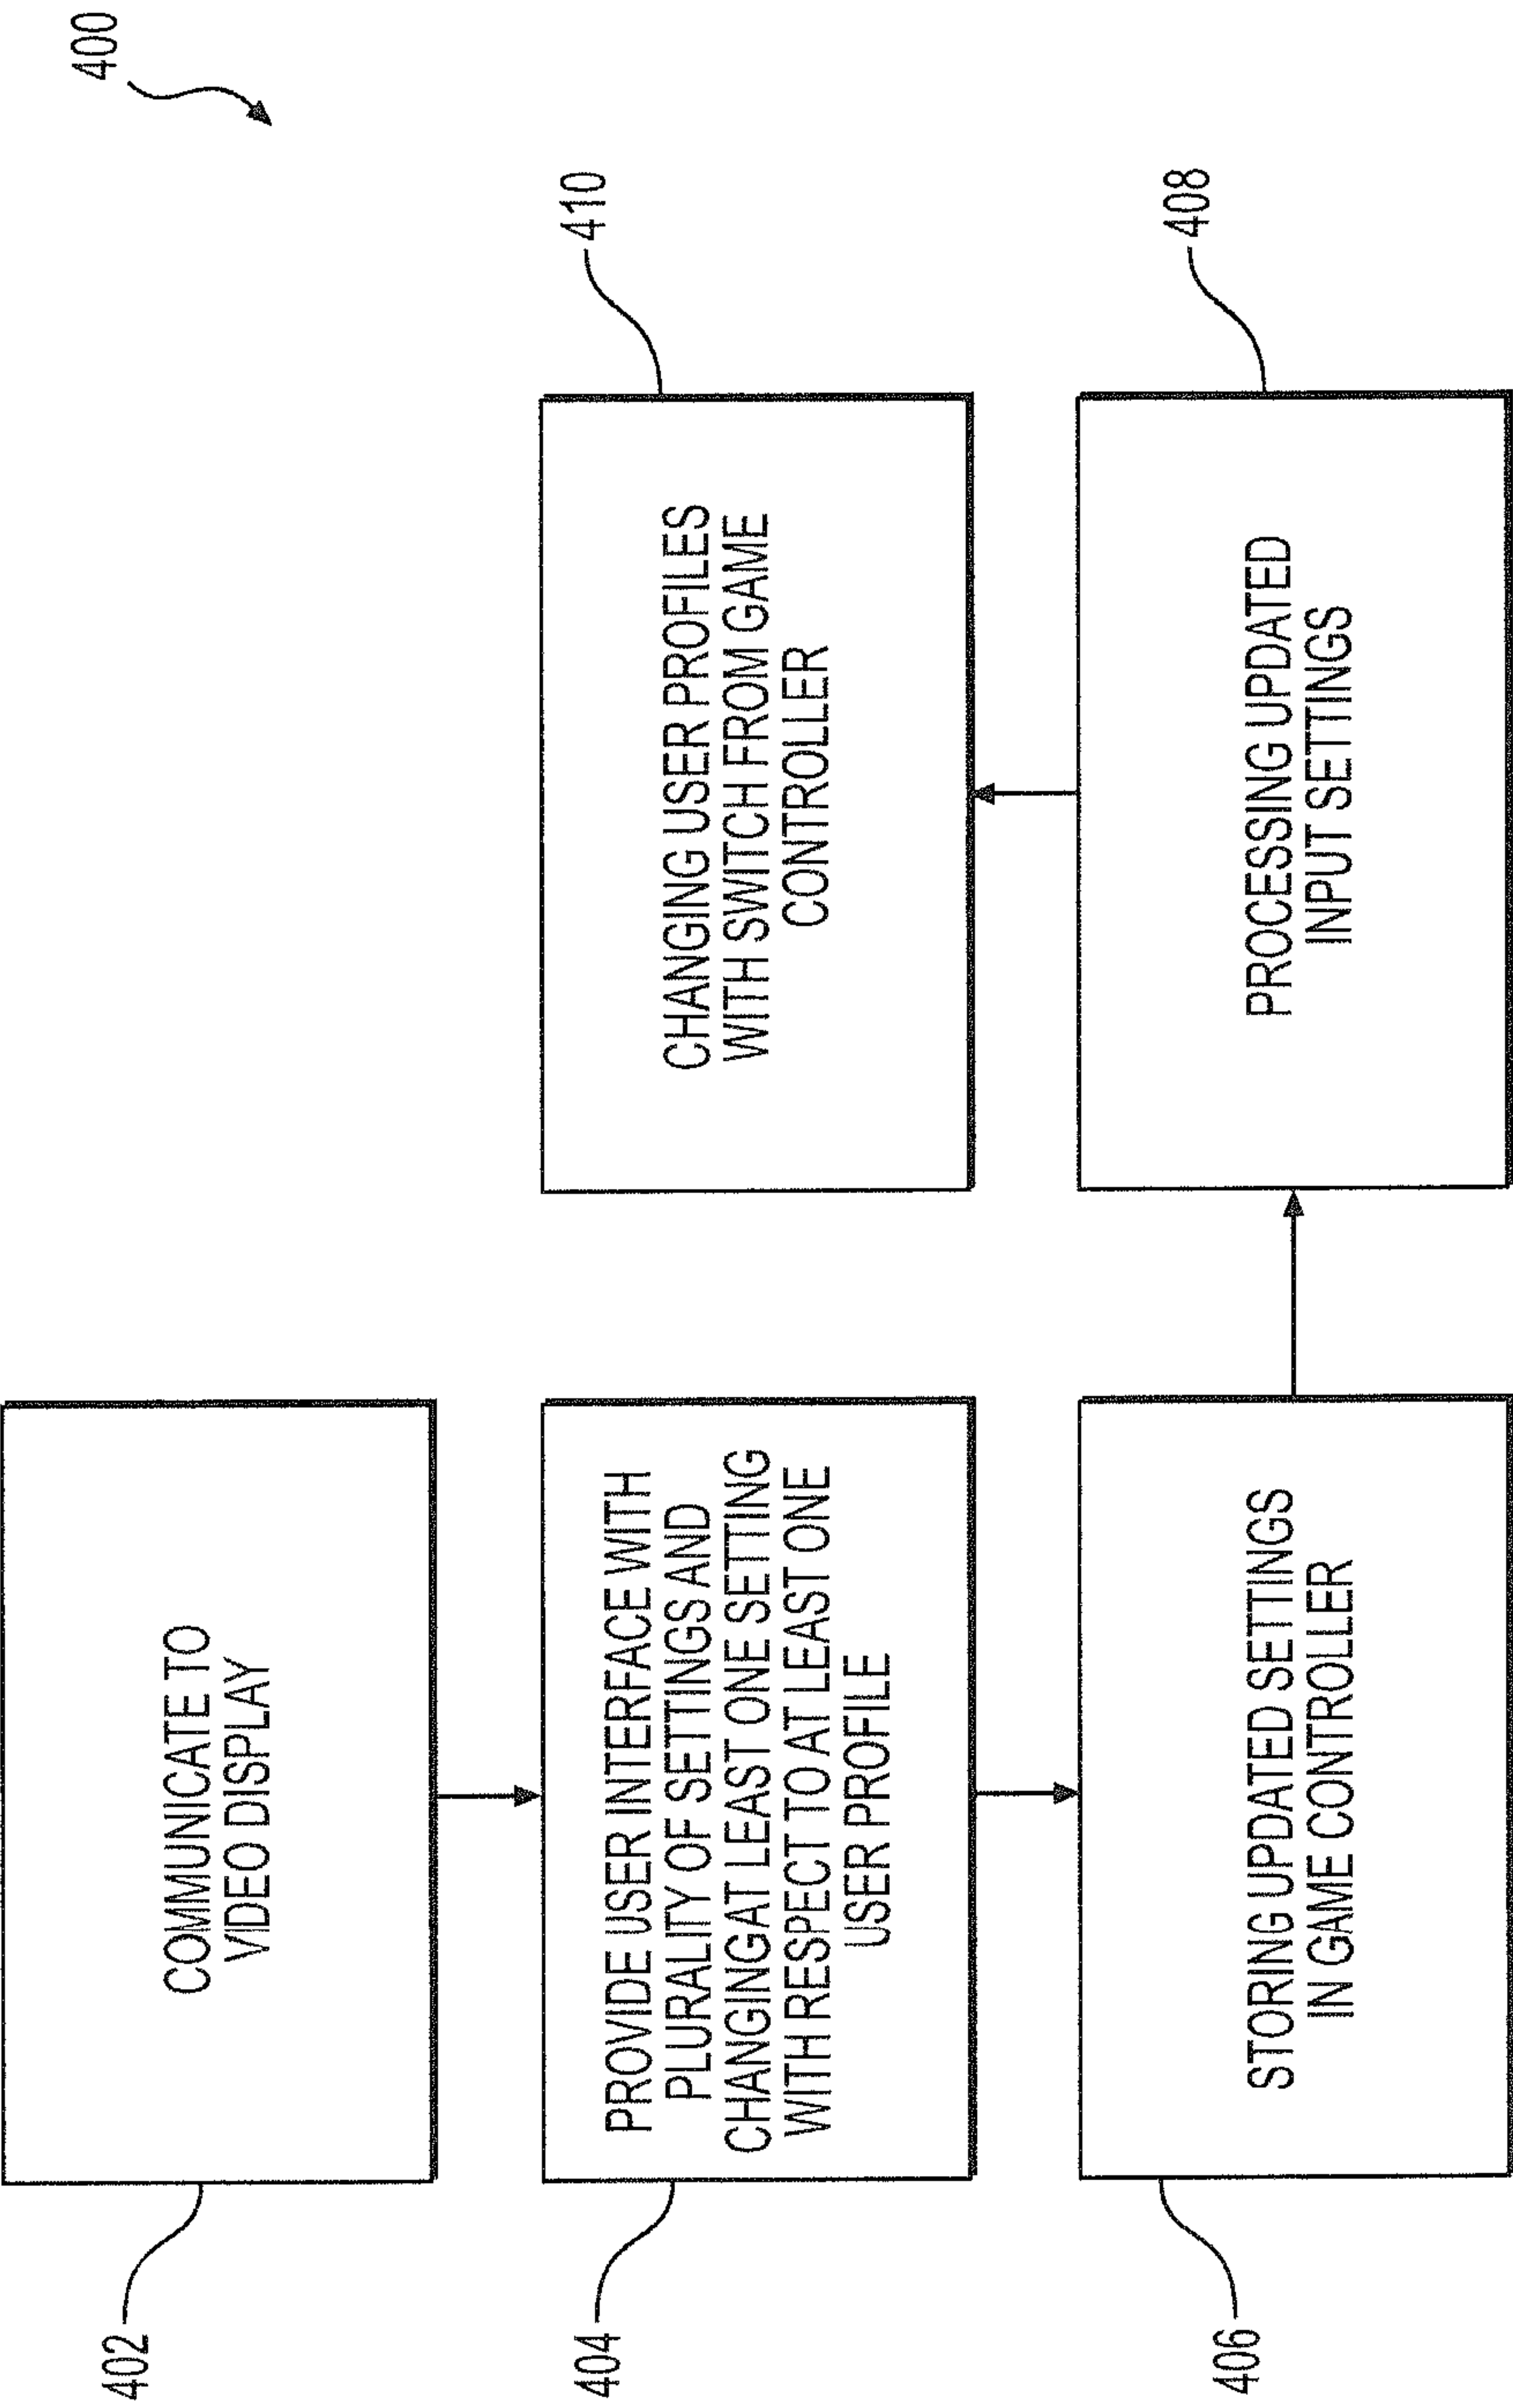 400
402
COMMUNICATE TO
VIDEO DISPLAY
404
PROVIDE USER INTERFACE WITH
PLURALITY OF SETTINGS AND
CHANGINGAT LEAST ONE SETTING
WITH RESPECT TO AT LEAST ONE
USER PROFILE
406
STORING UPDATED SETTINGS
IN GAME CONTROLLER
408
PROCESSING UPDATED
INPUT SETTINGS
410
CHANGING USER PROFILES
WITH SWITCH FROM GAME
CONTROLLER